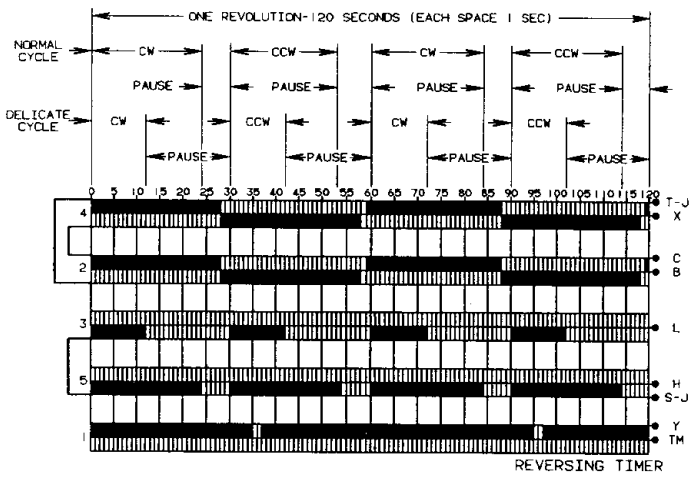 ONE REVOLUTION-120 SECONDS (EACH SPACE 1 SEC)
NORMAL CYCLE CW CCW CW CCW
PAUSE PAUSE PAUSE PAUSE
DELICATE CYCLE CW CCW CW CCW
PAUSE PAUSE PAUSE PAUSE
0 5 10 15 20 25 30 35 40 45 50 55 60 65 70 75 80 85 90 95 100 105 110 115 120
4 T-J
X
2 C
B
3 L
5 H
S-J
1 Y
TM
REVERSING TIMER